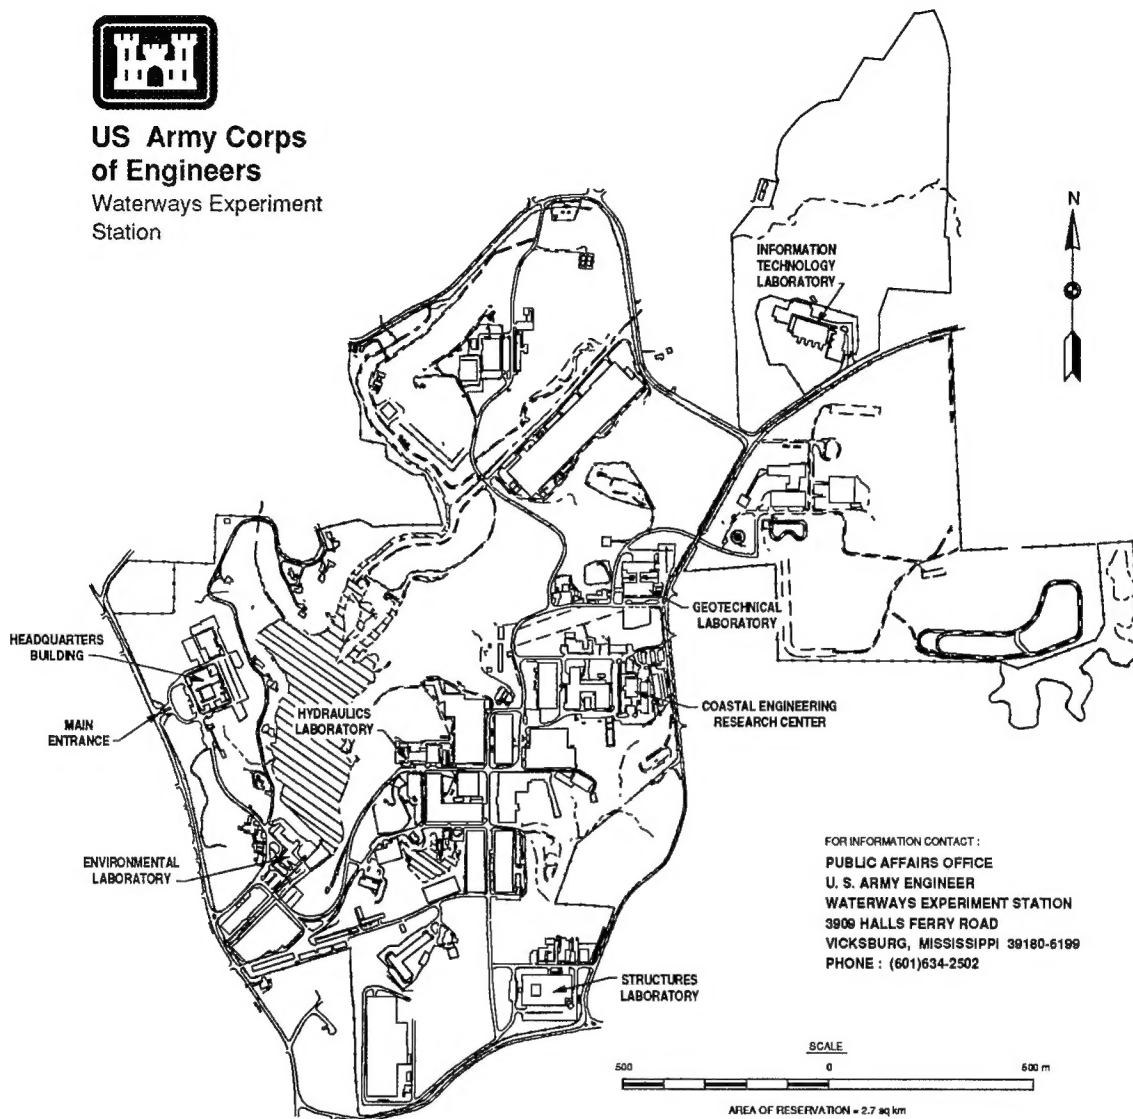 US Army Corps
of Engineers
Waterways Experiment
Station
N
INFORMATION
TECHNOLOGY
LABORATORY
GEOTECHNICAL
LABORATORY
HEADQUARTERS
BUILDING
MAIN
ENTRANCE
HYDRAULICS
LABORATORY
COASTAL ENGINEERING
RESEARCH CENTER
ENVIRONMENTAL
LABORATORY
STRUCTURES
LABORATORY
FOR INFORMATION CONTACT :
PUBLIC AFFAIRS OFFICE
U. S. ARMY ENGINEER
WATERWAYS EXPERIMENT STATION
3909 HALLS FERRY ROAD
VICKSBURG, MISSISSIPPI 39180-6199
PHONE : (601)634-2502
SCALE
500 0 500 m
AREA OF RESERVATION = 2.7 sq km